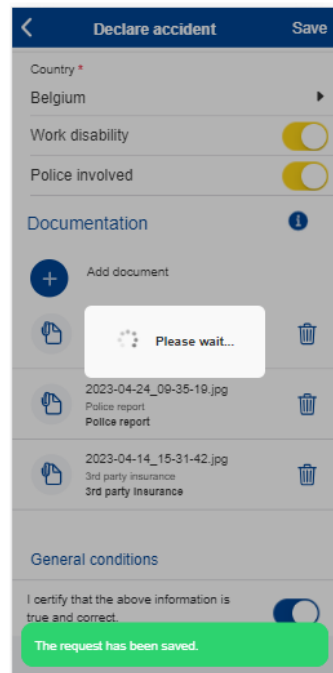 Declare accident
Save
Country *
Belgium
Work disability
Police involved
Documentation
Add document
Please wait...
2023-04-24_09-35-19.jpg
Police report
Police report
2023-04-14_15-31-42.jpg
3rd party insurance
3rd party Insurance
General conditions
I certify that the above information is
true and correct.
The request has been saved.